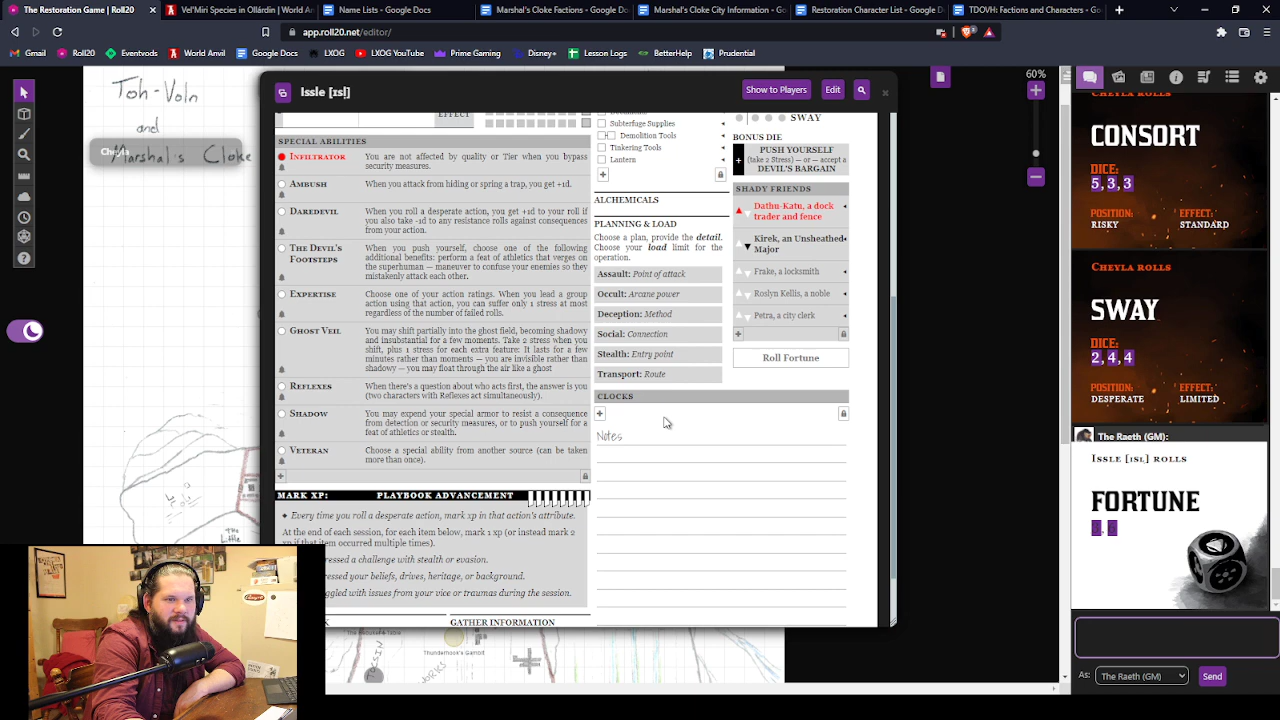 The Restoration Game | Roll20
Vel'Miri Species in Ollárdin | World An
Name Lists - Google Docs
Marshal's Cloke Factions - Google Do
Marshal's Cloke City Information - Go
Restoration Character List - Google D
TDOVH: Factions and Characters - Go
app.roll20.net/editor/
Gmail
Roll20
Eventrods
World Anvil
Google Docs
LXOG
LXOG YouTube
Prime Gaming
Disney+
Lesson Logs
BetterHelp
Prudential
Toh-Voln
and
Marshal's Cloke
Cheyla
Issle [ɪsl]
Show to Players
Edit
60%
EFFECT
SPECIAL ABILITIES
INFILTRATOR
You are not affected by quality or Tier when you bypass
security measures.
AMBUSH
When you attack from hiding or spring a trap, you get +1d.
DAREDEVIL
When you roll a desperate action, you get +1d to your roll if
you also take -1d to any resistance rolls against consequences
from your action.
THE DEVIL'S
FOOTSTEPS
When you push yourself, choose one of the following
additional benefits: perform a feat of athletics that verges on
the superhuman — maneuver to confuse your enemies so they
mistakenly attack each other.
EXPERTISE
Choose one of your action ratings. When you lead a group
action using that action, you can suffer only 1 stress at most
regardless of the number of failed rolls.
GHOST VEIL
You may shift partially into the ghost field, becoming shadowy
and insubstantial for a few moments. Take 2 stress when you
shift, plus 1 stress for each extra feature: It lasts for a few
minutes rather than moments — you are invisible rather than
shadowy — you may float through the air like a ghost
REFLEXES
When there's a question about who acts first, the answer is you
(two characters with Reflexes act simultaneously).
SHADOW
You may expend your special armor to resist a consequence
from detection or security measures, or to push yourself for a
feat of athletics or stealth.
VETERAN
Choose a special ability from another source (can be taken
more than once).
MARK XP:
PLAYBOOK ADVANCEMENT
Every time you roll a desperate action, mark xp in that action's attribute.
At the end of each session, for each item below, mark 1 xp (or instead mark 2
xp if that item occurred multiple times).
ressed a challenge with stealth or evasion.
ressed your beliefs, drives, heritage, or background.
ggled with issues from your vice or traumas during the session.
GATHER INFORMATION
Subterfuge Supplies
Demolition Tools
Tinkering Tools
Lantern
ALCHEMICALS
PLANNING & LOAD
Choose a plan, provide the detail.
Choose your load limit for the
operation.
Assault: Point of attack
Occult: Arcane power
Deception: Method
Social: Connection
Stealth: Entry point
Transport: Route
CLOCKS
Notes
SWAY
BONUS DIE
PUSH YOURSELF
(take 2 Stress) — or — accept a
DEVIL'S BARGAIN
SHADY FRIENDS
Dathu-Katu, a dock
trader and fence
Kirek, an Unsheathed
Major
Frake, a locksmith
Roslyn Kellis, a noble
Petra, a city clerk
Roll Fortune
Thundernook's Gamod
CHEYLA ROLLS
CONSORT
DICE:
5, 3, 3
POSITION:
RISKY
EFFECT:
STANDARD
CHEYLA ROLLS
SWAY
DICE:
2, 4, 4
POSITION:
DESPERATE
EFFECT:
LIMITED
The Raeth (GM):
ISSLE [ISL] ROLLS
FORTUNE
As:
The Raeth (GM)
Send